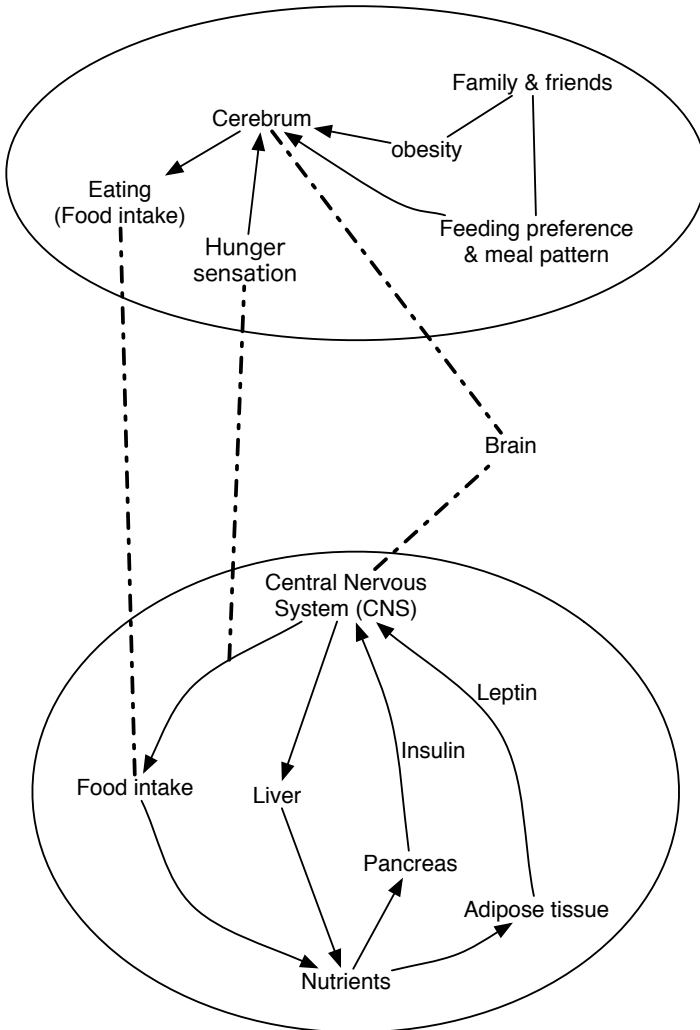 Family & friends
Cerebrum
obesity
Eating
(Food intake)
Feeding preference
& meal pattern
Hunger
sensation
Brain
Central Nervous
System (CNS)
Leptin
Insulin
Food intake
Liver
Pancreas
Adipose tissue
Nutrients